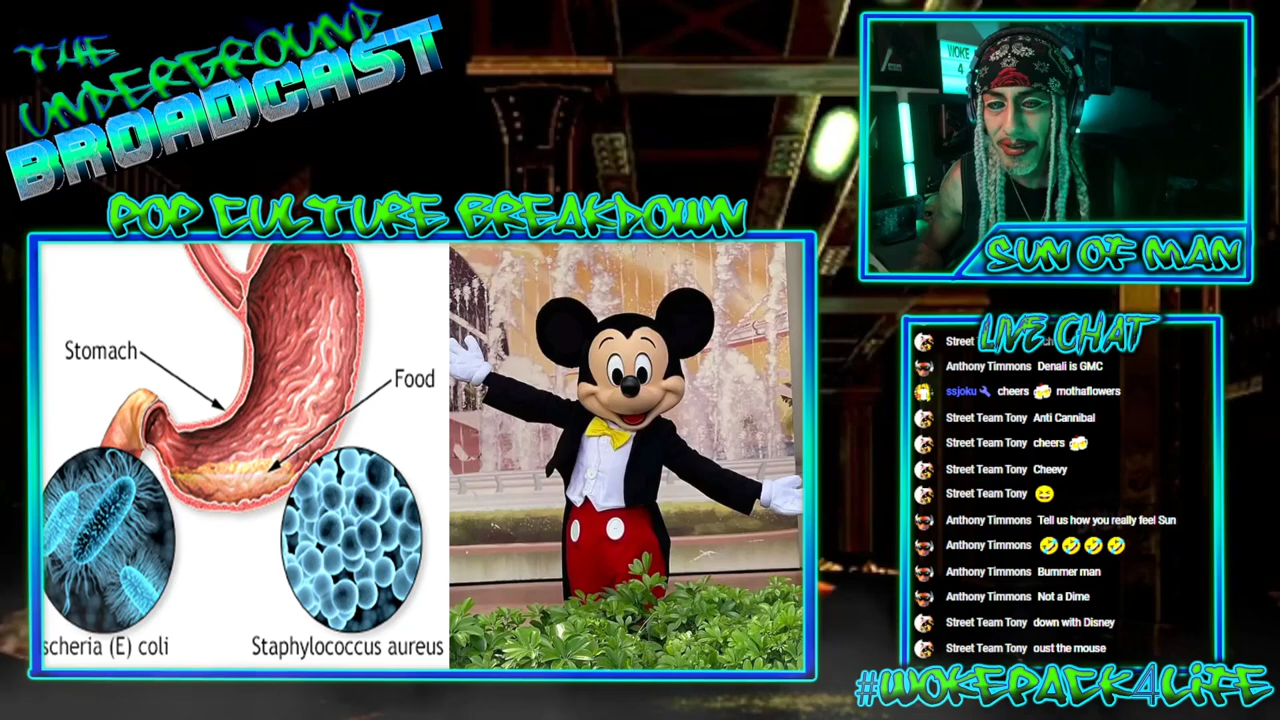 THE
UNDERGROUND
BROADCAST
POP CULTURE BREAKDOWN
Stomach
Food
scheria (E) coli
Staphylococcus aureus
WOKE
4
SUN OF MAN
LIVE CHAT
Street
Anthony Timmons Denali is GMC
ssjoku cheers 🍻 mothaflowers
Street Team Tony Anti Cannibal
Street Team Tony cheers 🍻
Street Team Tony Cheevy
Street Team Tony 😆
Anthony Timmons Tell us how you really feel Sun
Anthony Timmons 🤣🤣🤣🤣
Anthony Timmons Bummer man
Anthony Timmons Not a Dime
Street Team Tony down with Disney
Street Team Tony oust the mouse
#WOKEPACK4LIFE